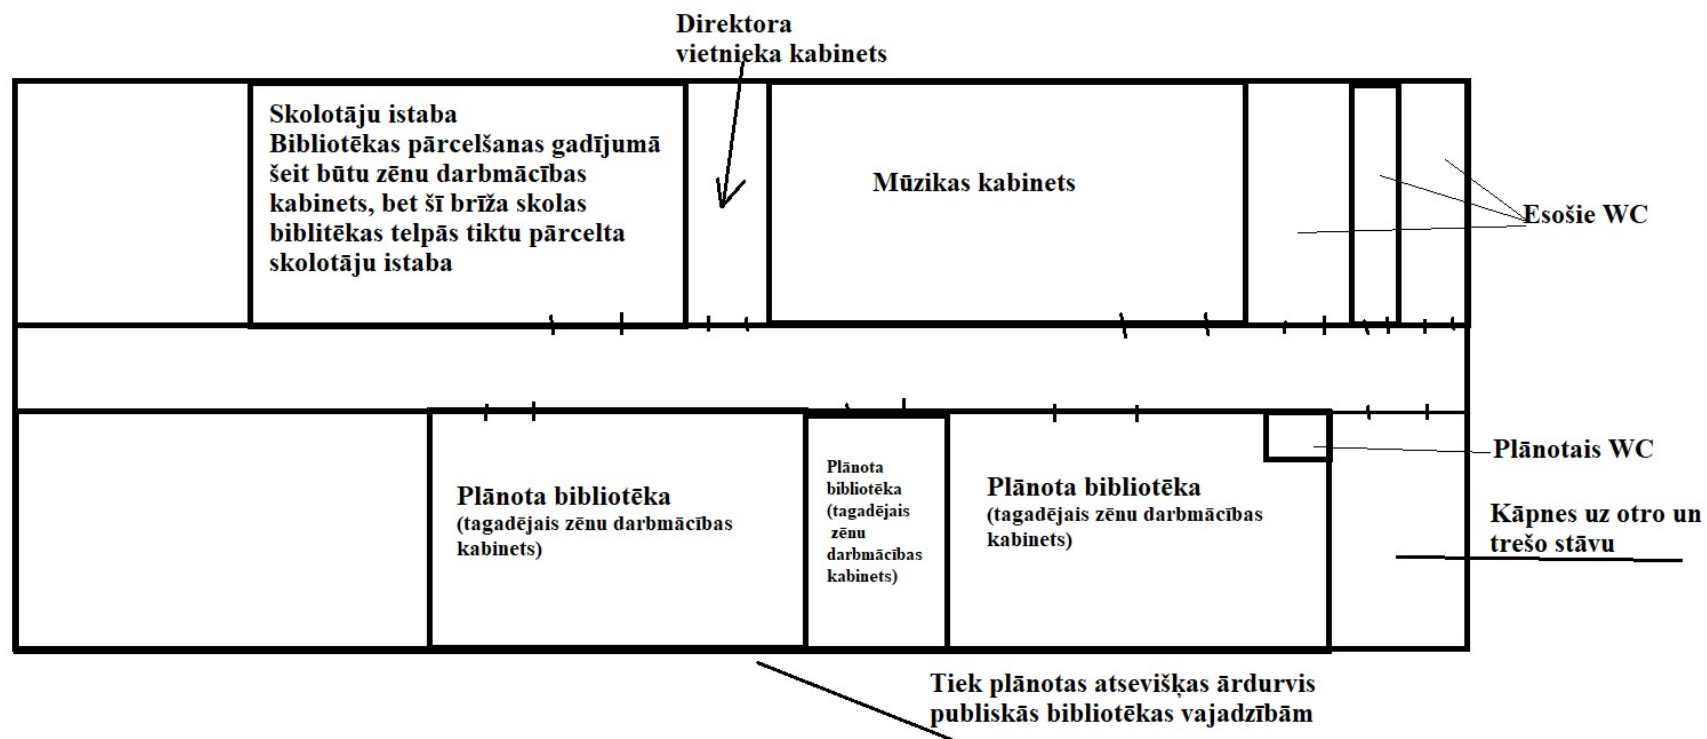 Direktora
vietnieka kabinets
Skolotāju istaba
Bibliotēkas pārcelšanas gadījumā
šeit būtu zēnu darbmācības
kabinets, bet šī brīža skolas
biblitēkas telpās tiktu pārcelta
skolotāju istaba
Mūzikas kabinets
Esošie WC
Plānota bibliotēka
(tagadējais zēnu darbmācības
kabinets)
Plānota
bibliotēka
(tagadējais
zēnu
darbmācības
kabinets)
Plānota bibliotēka
(tagadējais zēnu darbmācības
kabinets)
Plānotais WC
Kāpnes uz otro un
trešo stāvu
Tiek plānotas atsevišķas ārdurvis
publiskās bibliotēkas vajadzībām